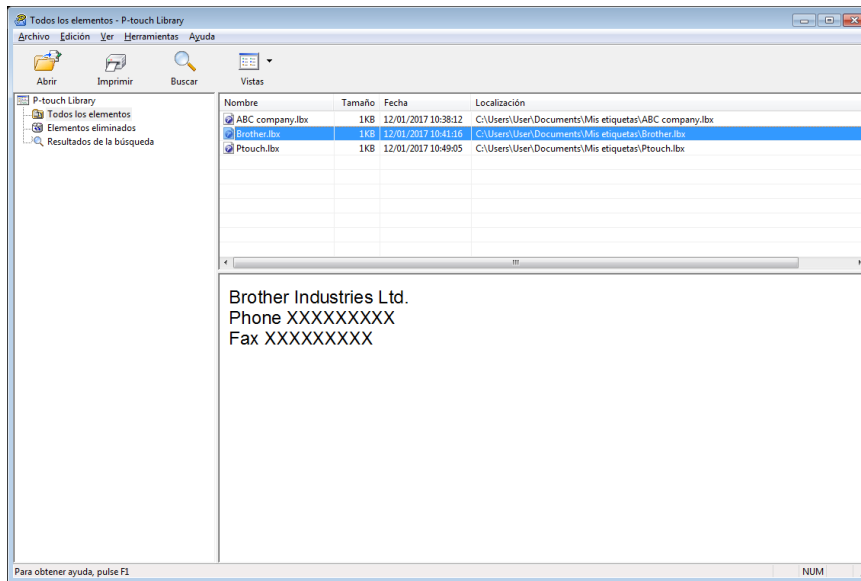 Todos los elementos - P-touch Library
Archivo Edición Ver Herramientas Ayuda
Abrir Imprimir Buscar Vistas
P-touch Library
Todos los elementos
Elementos eliminados
Resultados de la búsqueda
Nombre Tamaño Fecha Localización
ABC company.lbx 1KB 12/01/2017 10:38:12 C:\Users\User\Documents\Mis etiquetas\ABC company.lbx
Brother.lbx 1KB 12/01/2017 10:41:16 C:\Users\User\Documents\Mis etiquetas\Brother.lbx
Ptouch.lbx 1KB 12/01/2017 10:49:05 C:\Users\User\Documents\Mis etiquetas\Ptouch.lbx
Brother Industries Ltd.
Phone XXXXXXXXX
Fax XXXXXXXXX
Para obtener ayuda, pulse F1 NUM